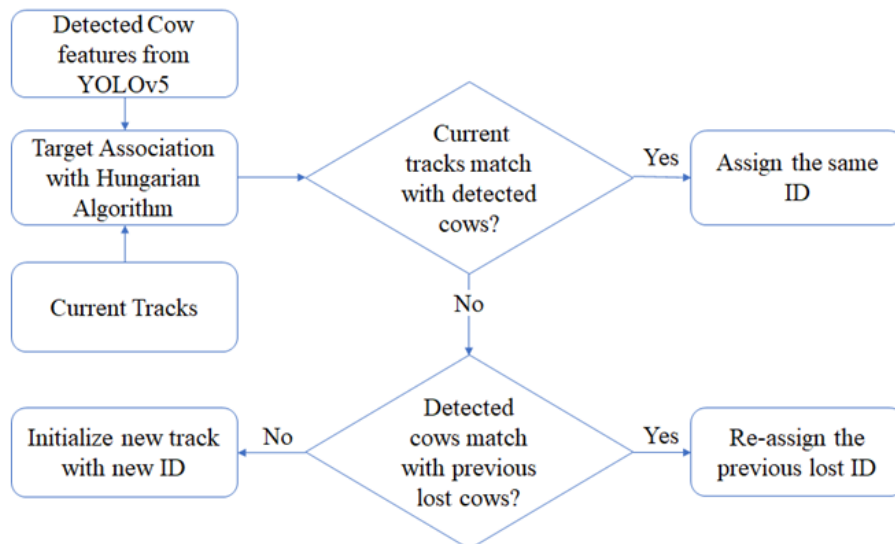 Detected Cow
features from
YOLOv5
Target Association
with Hungarian
Algorithm
Current Tracks
Current
tracks match
with detected
cows?
Yes
Assign the same
ID
No
Detected
cows match
with previous
lost cows?
Yes
Re-assign the
previous lost ID
No
Initialize new track
with new ID